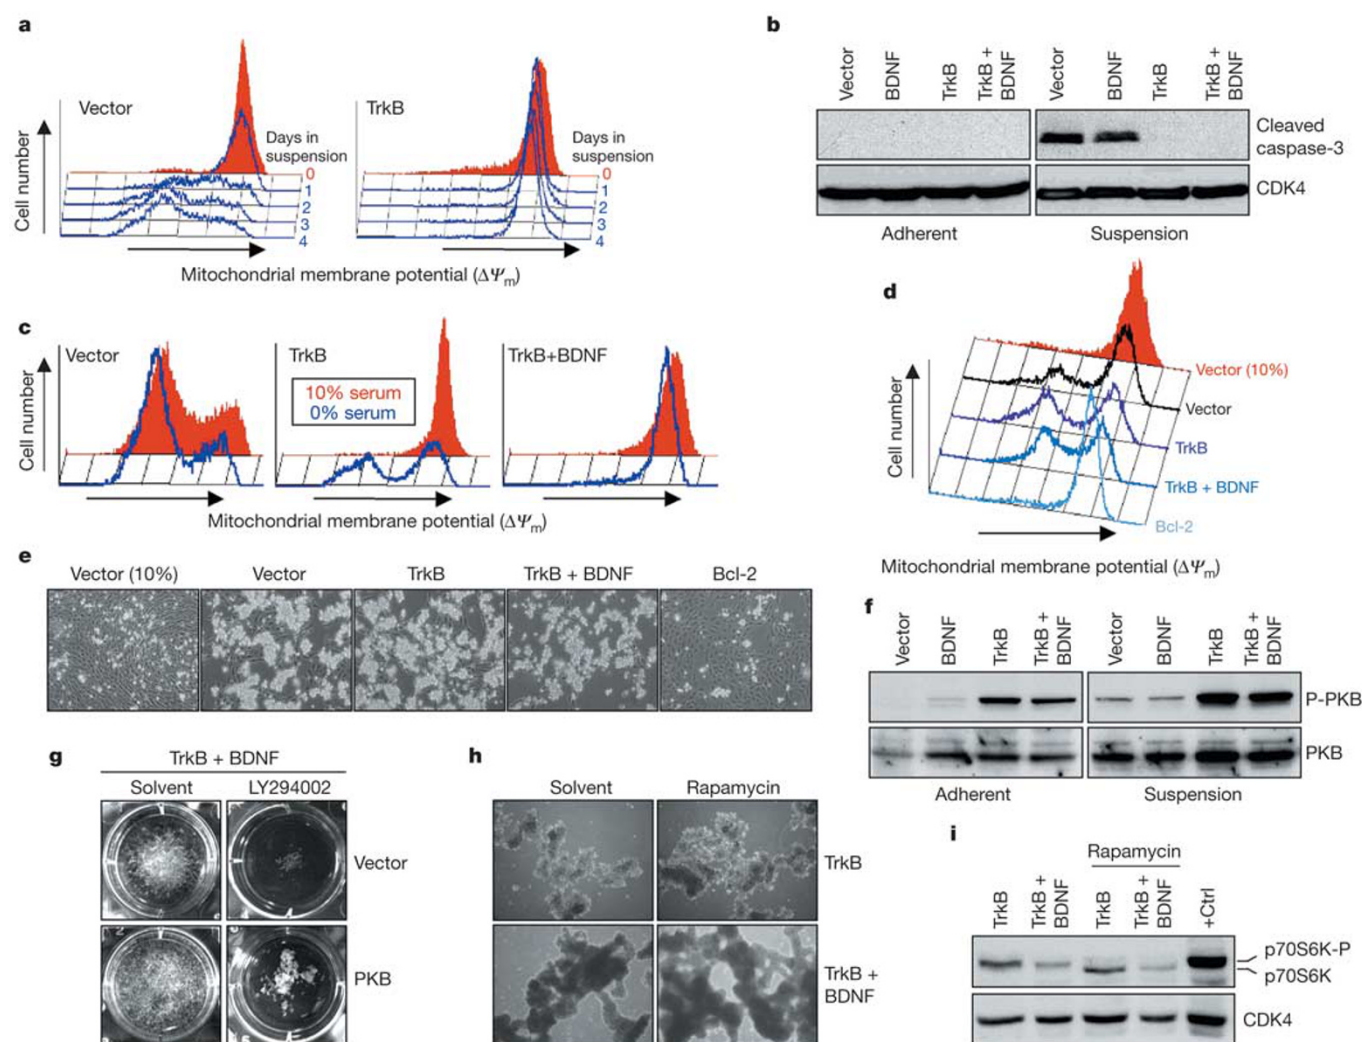 a
Vector
Cell number
Days in
suspension
0
1
2
3
4
TrkB
Days in
suspension
0
1
2
3
4
Mitochondrial membrane potential (ΔΨm)
b
Vector
BDNF
TrkB
TrkB +
BDNF
Vector
BDNF
TrkB
TrkB +
BDNF
Cleaved
caspase-3
CDK4
Adherent
Suspension
c
Vector
Cell number
TrkB
10% serum
0% serum
TrkB+BDNF
Mitochondrial membrane potential (ΔΨm)
d
Cell number
Vector (10%)
Vector
TrkB
TrkB + BDNF
Bcl-2
Mitochondrial membrane potential (ΔΨm)
e
Vector (10%)
Vector
TrkB
TrkB + BDNF
Bcl-2
f
Vector
BDNF
TrkB
TrkB +
BDNF
Vector
BDNF
TrkB
TrkB +
BDNF
P-PKB
PKB
Adherent
Suspension
g
TrkB + BDNF
Solvent
LY294002
Vector
PKB
h
Solvent
Rapamycin
TrkB
TrkB +
BDNF
i
Rapamycin
TrkB
TrkB +
BDNF
TrkB
TrkB +
BDNF
+Ctrl
p70S6K-P
p70S6K
CDK4